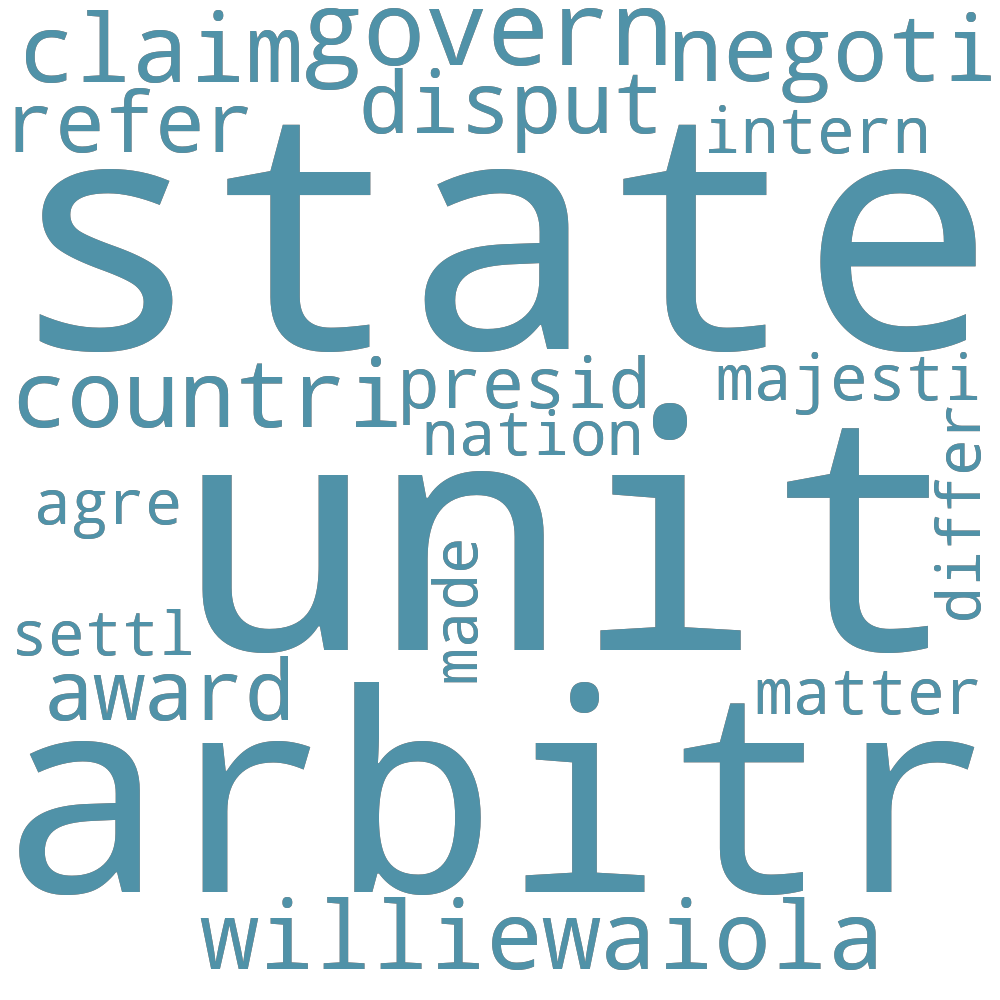 claim govern negoti
refer disput intern
state
countri presid majesti
nation
differ
agre
unit
made
settl
award matter
arbitr
williewaiola